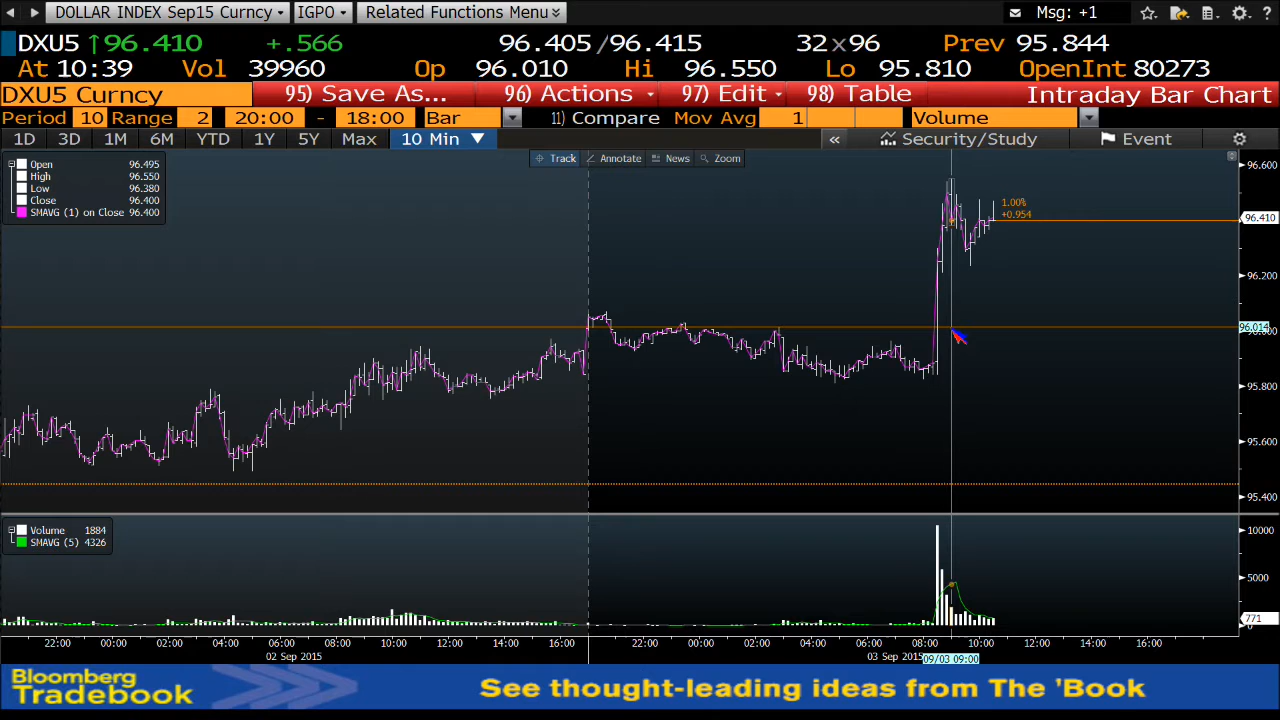 DOLLAR INDEX Sep15 Curncy IGPO Related Functions Menu Msg: +1
DXU5 ↑96.410 +.566 96.405/96.415 32x96 Prev 95.844
At 10:39 Vol 39960 Op 96.010 Hi 96.550 Lo 95.810 OpenInt 80273
DXU5 Curncy 95) Save As... 96) Actions 97) Edit 98) Table Intraday Bar Chart
Period 10 Range 2 20:00 - 18:00 Bar 11) Compare Mov Avg 1 Volume
1D 3D 1M 6M YTD 1Y 5Y Max 10 Min ▼ « Security/Study Event
Track Annotate News Zoom
Open 96.495
High 96.550
Low 96.380
Close 96.400
SMAVG (1) on Close 96.400
96.600
1.00%
+0.954
96.410
96.200
96.014
96.000
95.800
95.600
95.400
Volume 1884
SMAVG (5) 4326
10000
5000
771
0
22:00 00:00 02:00 04:00 06:00 08:00 10:00 12:00 14:00 16:00 22:00 00:00 02:00 04:00 06:00 08:00 10:00 12:00 14:00 16:00
02 Sep 2015 03 Sep 2015 09/03 09:00
Bloomberg
Tradebook
See thought-leading ideas from The 'Book